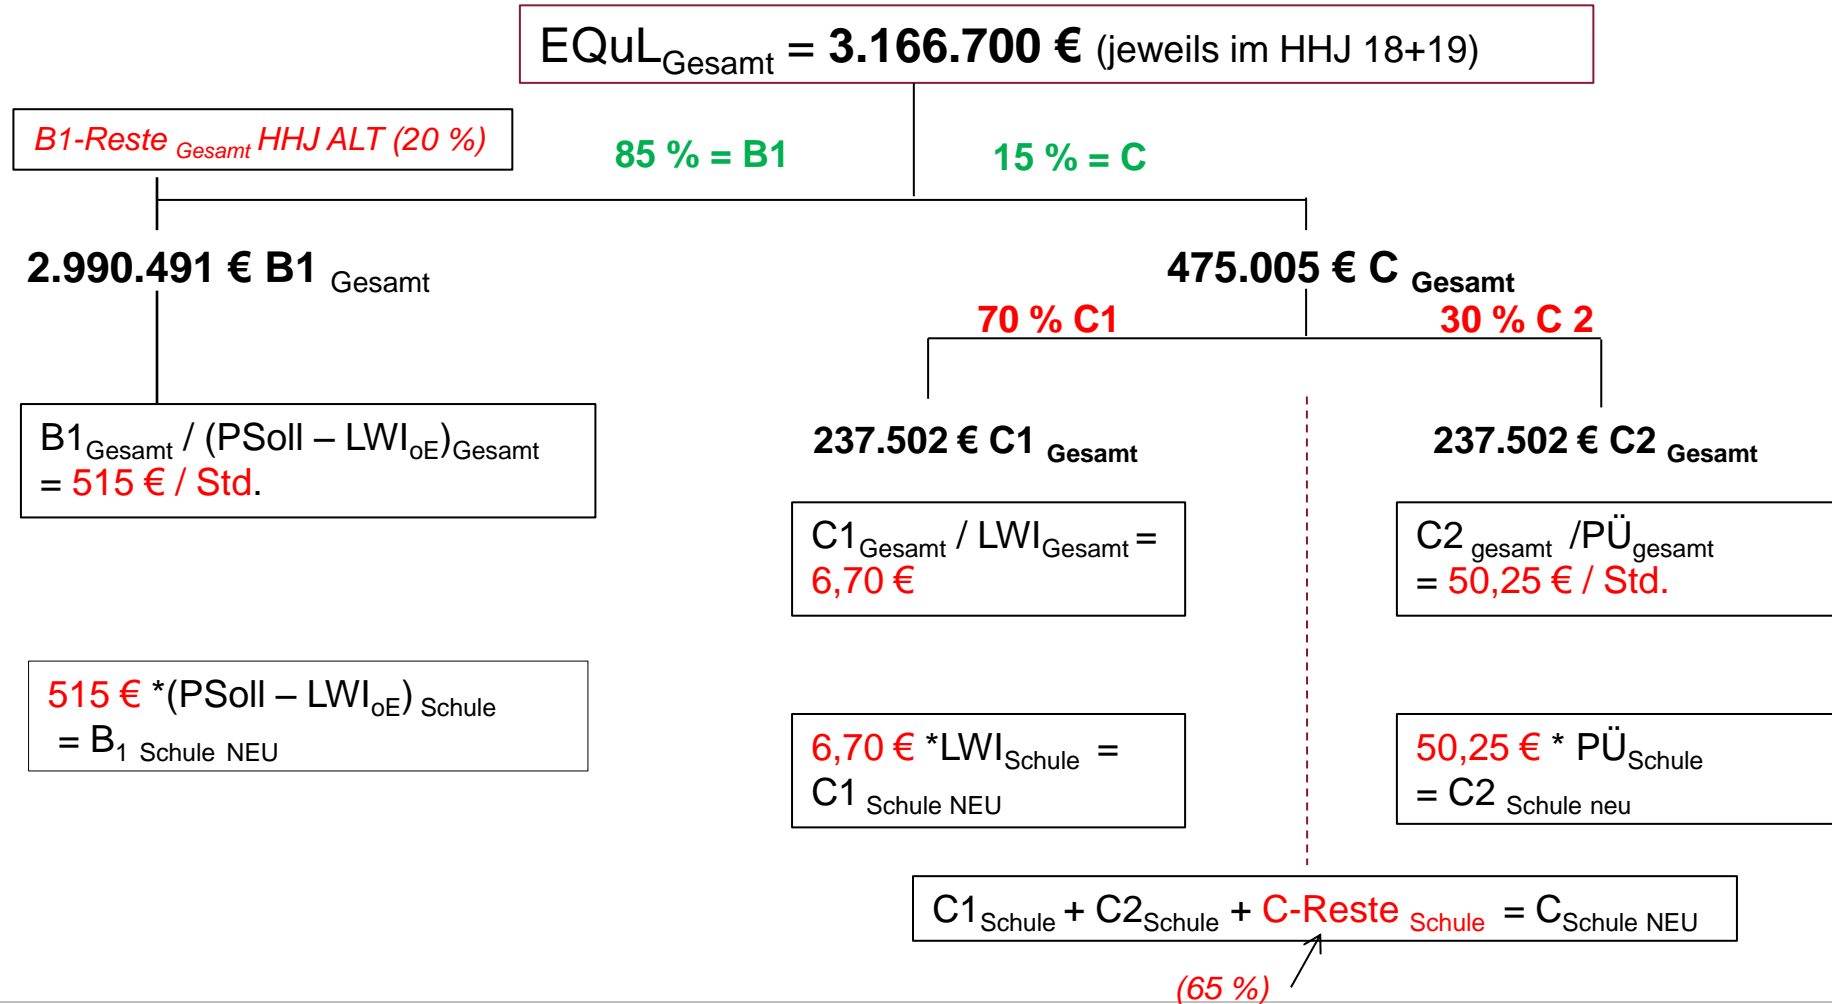 EQuL Gesamt = 3.166.700 € (jeweils im HHJ 18+19)
B1-Reste Gesamt HHJ ALT (20 %)
85 % = B1
15 % = C
2.990.491 € B1 Gesamt
475.005 € C Gesamt
70 % C1
30 % C 2
B1Gesamt / (PSoll – LWIoE)Gesamt
= 515 € / Std.
237.502 € C1 Gesamt
237.502 € C2 Gesamt
C1Gesamt / LWIGesamt =
6,70 €
C2 gesamt /PÜgesamt
= 50,25 € / Std.
515 € *(PSoll – LWIoE) Schule
= B1 Schule NEU
6,70 € *LWISchule =
C1 Schule NEU
50,25 € * PÜSchule
= C2 Schule neu
C1Schule + C2Schule + C-Reste Schule = CSchule NEU
(65 %)